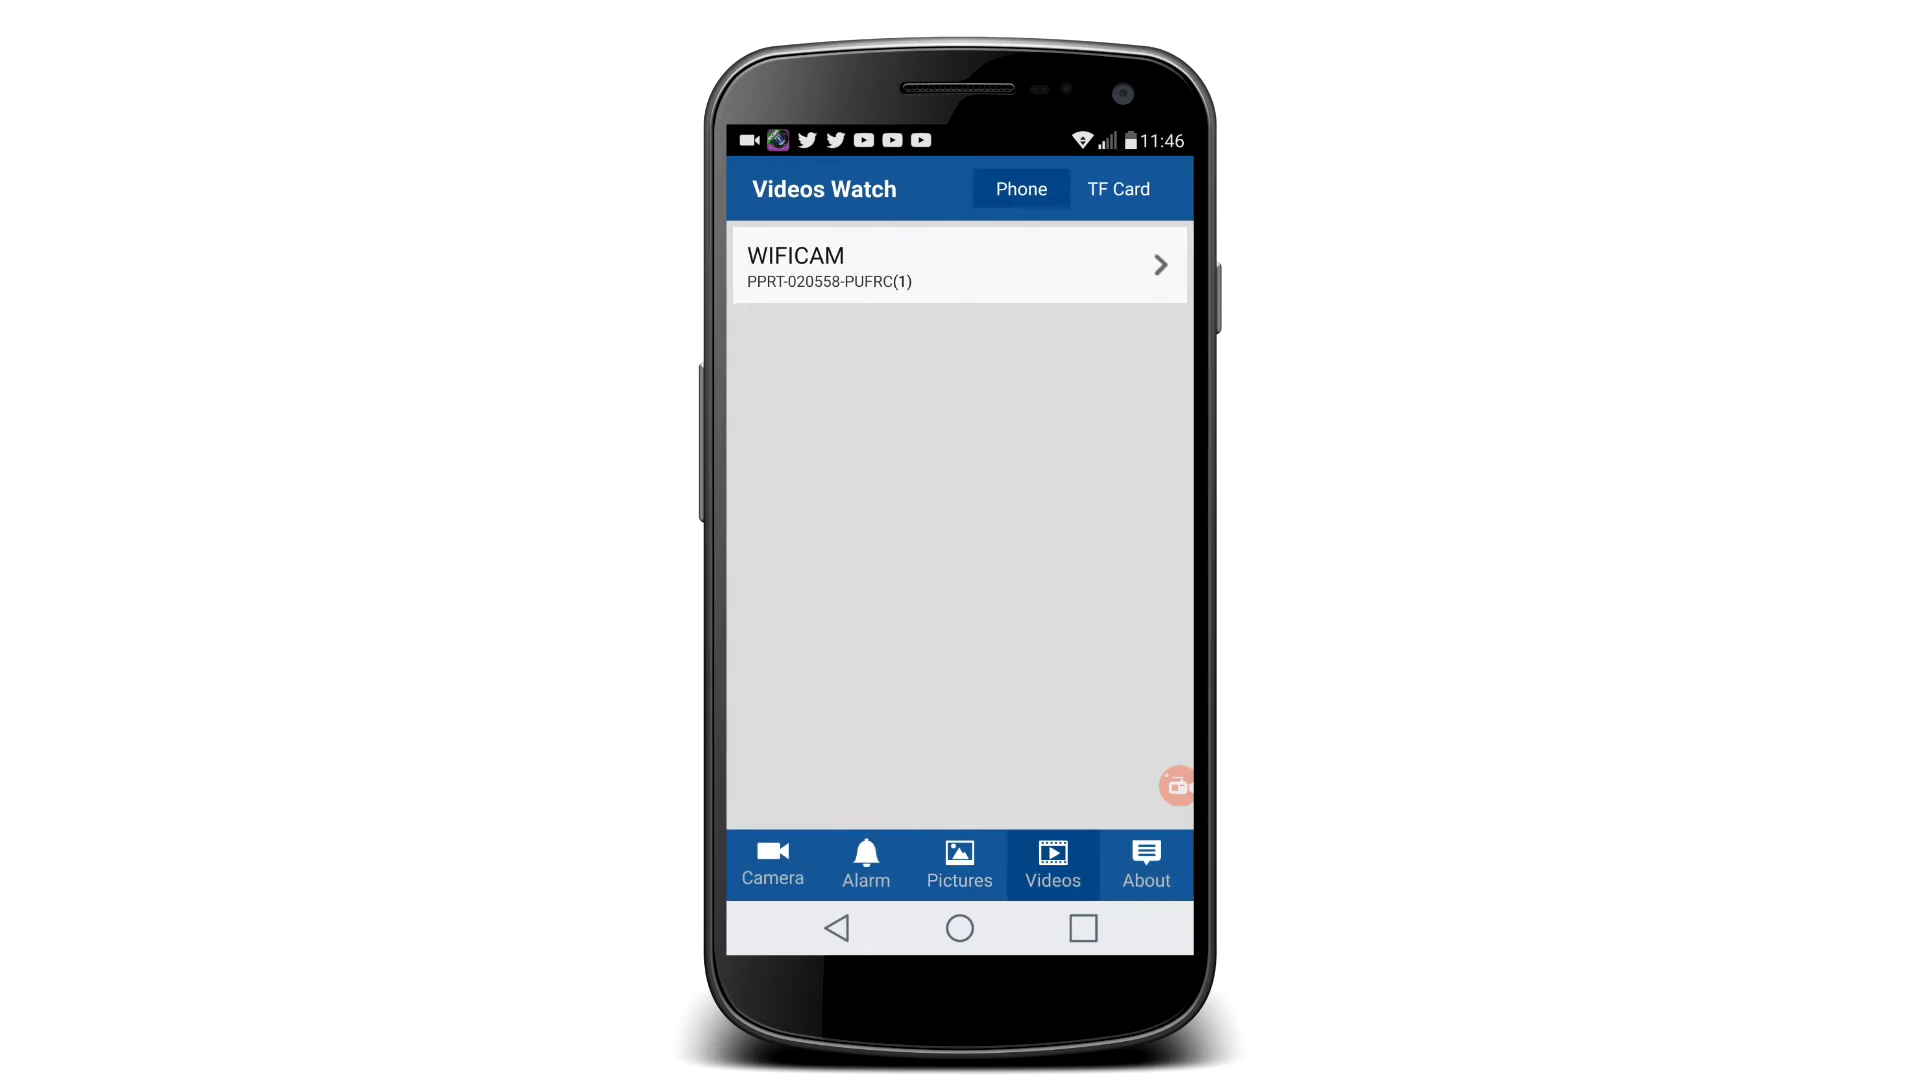 11:46
Videos Watch Phone TF Card
WIFICAM
PPRT-020558-PUFRC(1)
Camera Alarm Pictures Videos About